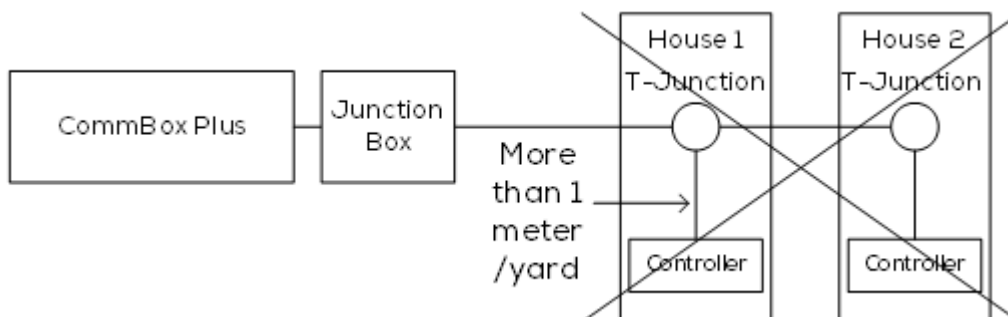 CommBox Plus
Junction
Box
More
than 1
meter
/yard
House 1
T-Junction
Controller
House 2
T-Junction
Controller